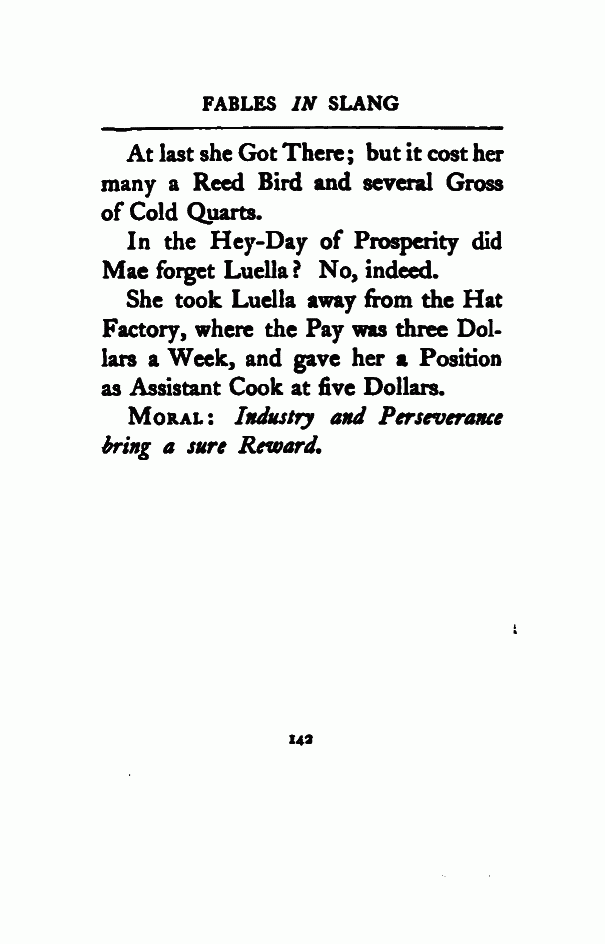 FABLES IN SLANG
At last she Got There; but it cost her
many a Reed Bird and several Gross
of Cold Quarts.
In the Hey-Day of Prosperity did
Mae forget Luella? No, indeed.
She took Luella away from the Hat
Factory, where the Pay was three Dol-
lars a Week, and gave her a Position
as Assistant Cook at five Dollars.
MORAL: Industry and Perseverance
bring a sure Reward.
142